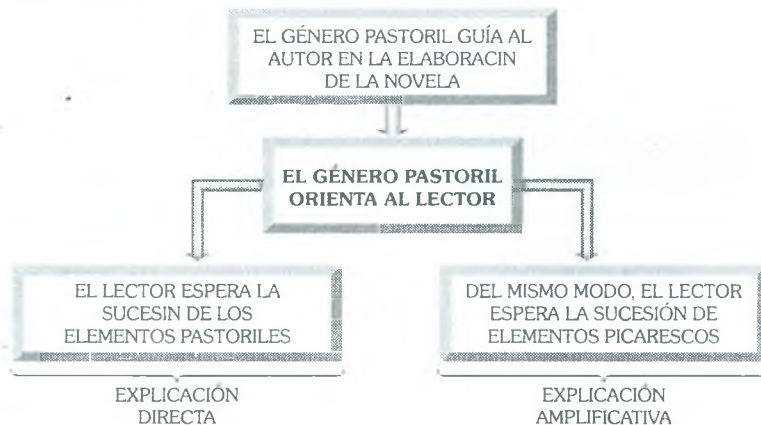 EL GÉNERO PASTORIL GUÍA AL
AUTOR EN LA ELABORACIN
DE LA NOVELA
EL GÉNERO PASTORIL
ORIENTA AL LECTOR
EL LECTOR ESPERA LA
SUCESIN DE LOS
ELEMENTOS PASTORILES
DEL MISMO MODO, EL LECTOR
ESPERA LA SUCESIÓN DE
ELEMENTOS PICARESCOS
EXPLICACIÓN
DIRECTA
EXPLICACIÓN
AMPLIFICATIVA